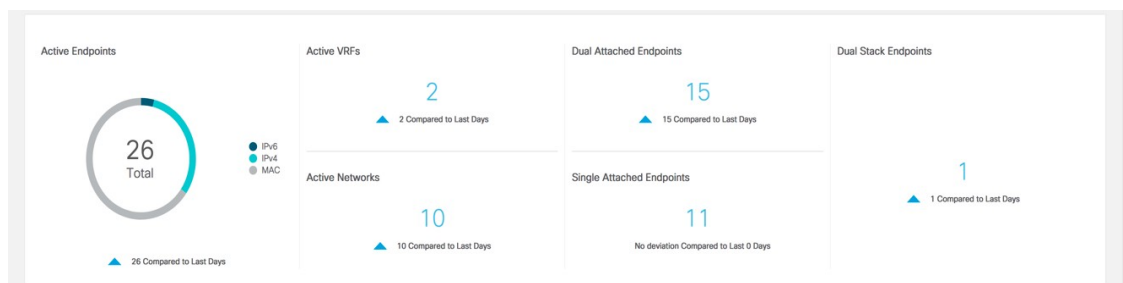 Active Endpoints
26
Total
IPv6
IPv4
MAC
26 Compared to Last Days
Active VRFs
2
2 Compared to Last Days
Active Networks
10
10 Compared to Last Days
Dual Attached Endpoints
15
15 Compared to Last Days
Single Attached Endpoints
11
No deviation Compared to Last 0 Days
Dual Stack Endpoints
1
1 Compared to Last Days